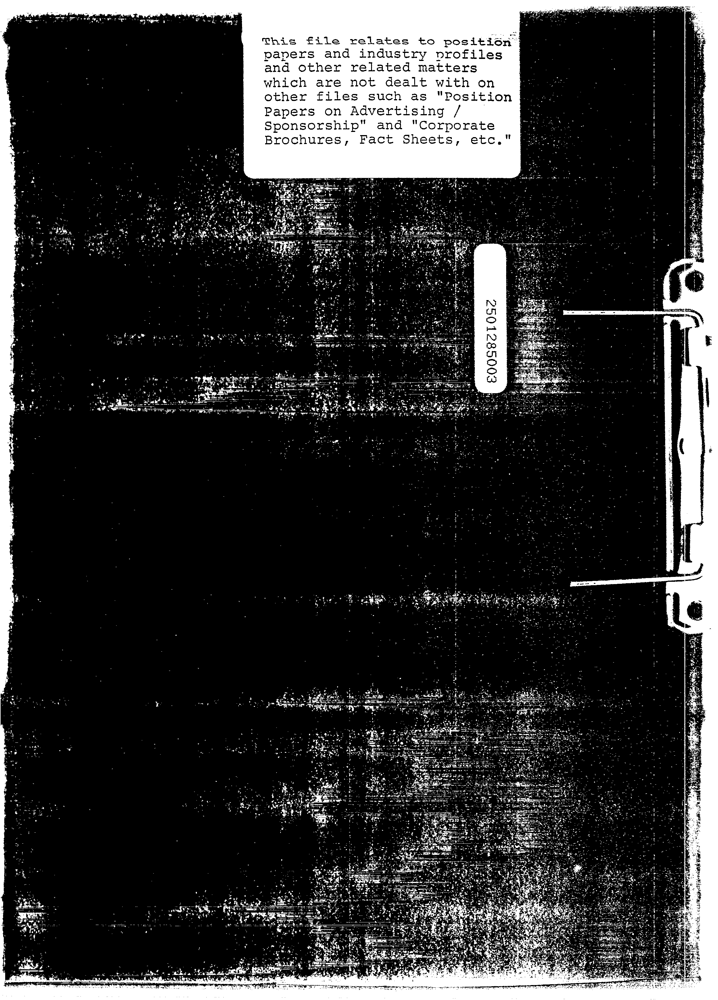 This file relates to position
papers and industry profiles
and other related matters
which are not dealt with on
other files such as "Position
Papers on Advertising /
Sponsorship" and "Corporate
Brochures, Fact Sheets, etc."
2501285003